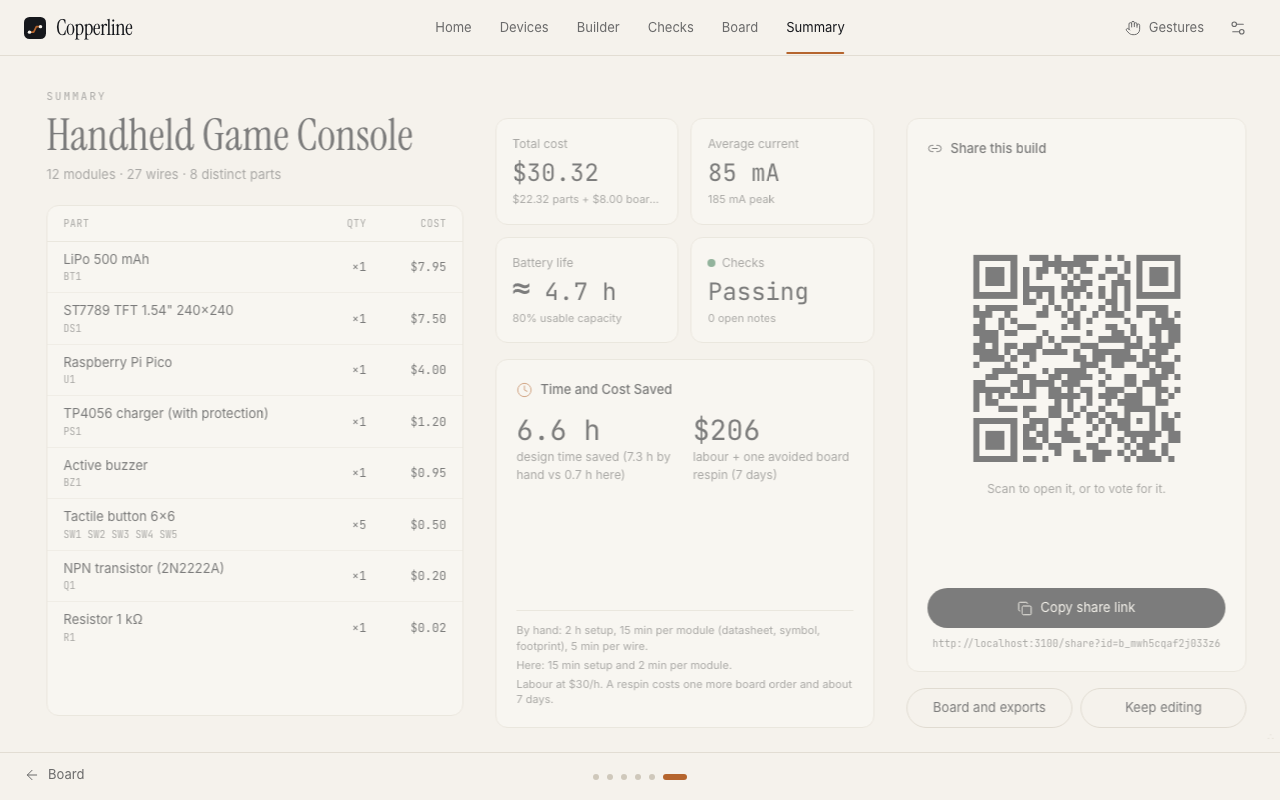 Copperline
Home
Devices
Builder
Checks
Board
Summary
Gestures
SUMMARY
Handheld Game Console
12 modules · 27 wires · 8 distinct parts
PART QTY COST
LiPo 500 mAh ×1 $7.95
BT1
ST7789 TFT 1.54" 240×240 ×1 $7.50
DS1
Raspberry Pi Pico ×1 $4.00
U1
TP4056 charger (with protection) ×1 $1.20
PS1
Active buzzer ×1 $0.95
BZ1
Tactile button 6×6 ×5 $0.50
SW1 SW2 SW3 SW4 SW5
NPN transistor (2N2222A) ×1 $0.20
Q1
Resistor 1 kΩ ×1 $0.02
R1
Total cost
$30.32
$22.32 parts + $8.00 boar...
Average current
85 mA
185 mA peak
Battery life
≈ 4.7 h
80% usable capacity
Checks
Passing
0 open notes
Time and Cost Saved
6.6 h
design time saved (7.3 h by
hand vs 0.7 h here)
$206
labour + one avoided board
respin (7 days)
By hand: 2 h setup, 15 min per module (datasheet, symbol,
footprint), 5 min per wire.
Here: 15 min setup and 2 min per module.
Labour at $30/h. A respin costs one more board order and about
7 days.
Share this build
Scan to open it, or to vote for it.
Copy share link
http://localhost:3100/share?id=b_mwh5cqaf2j033z6
Board and exports
Keep editing
Board